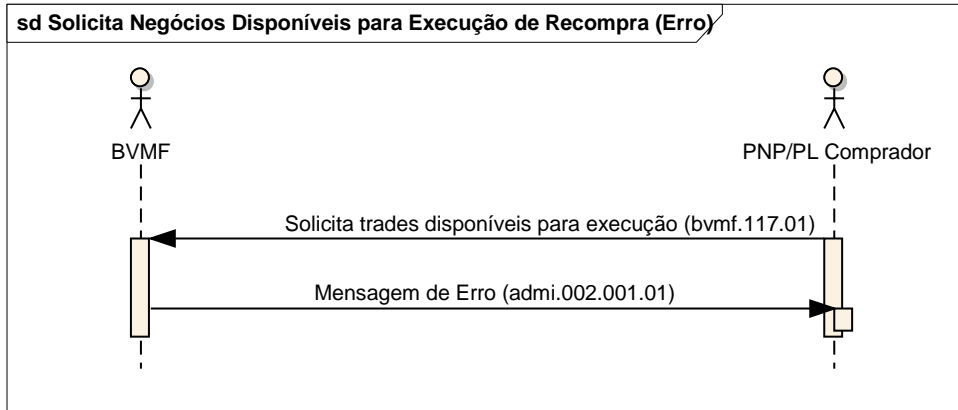 sd Solicita Negócios Disponíveis para Execução de Recompra (Erro)
BVMF
PNP/PL Comprador
Solicita trades disponíveis para execução (bvmf.117.01)
Mensagem de Erro (admi.002.001.01)